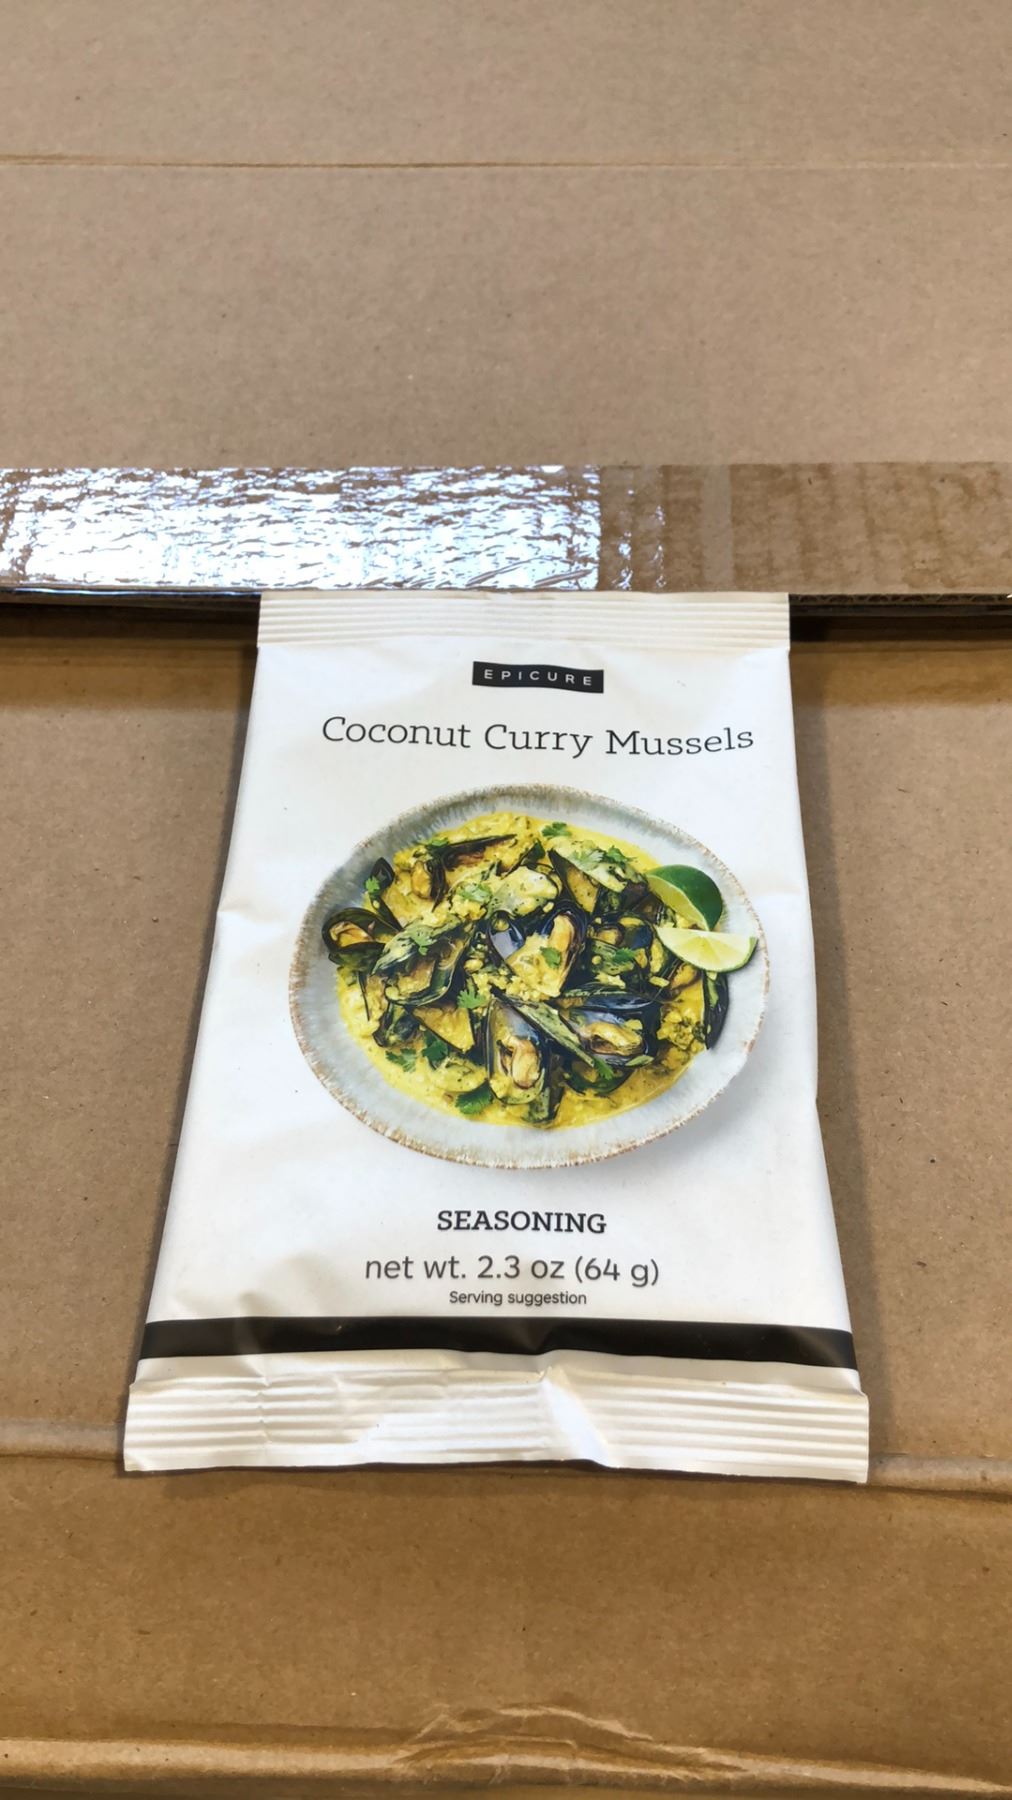 EPICURE
Coconut Curry Mussels
SEASONING
net wt. 2.3 oz (64 g)
Serving suggestion